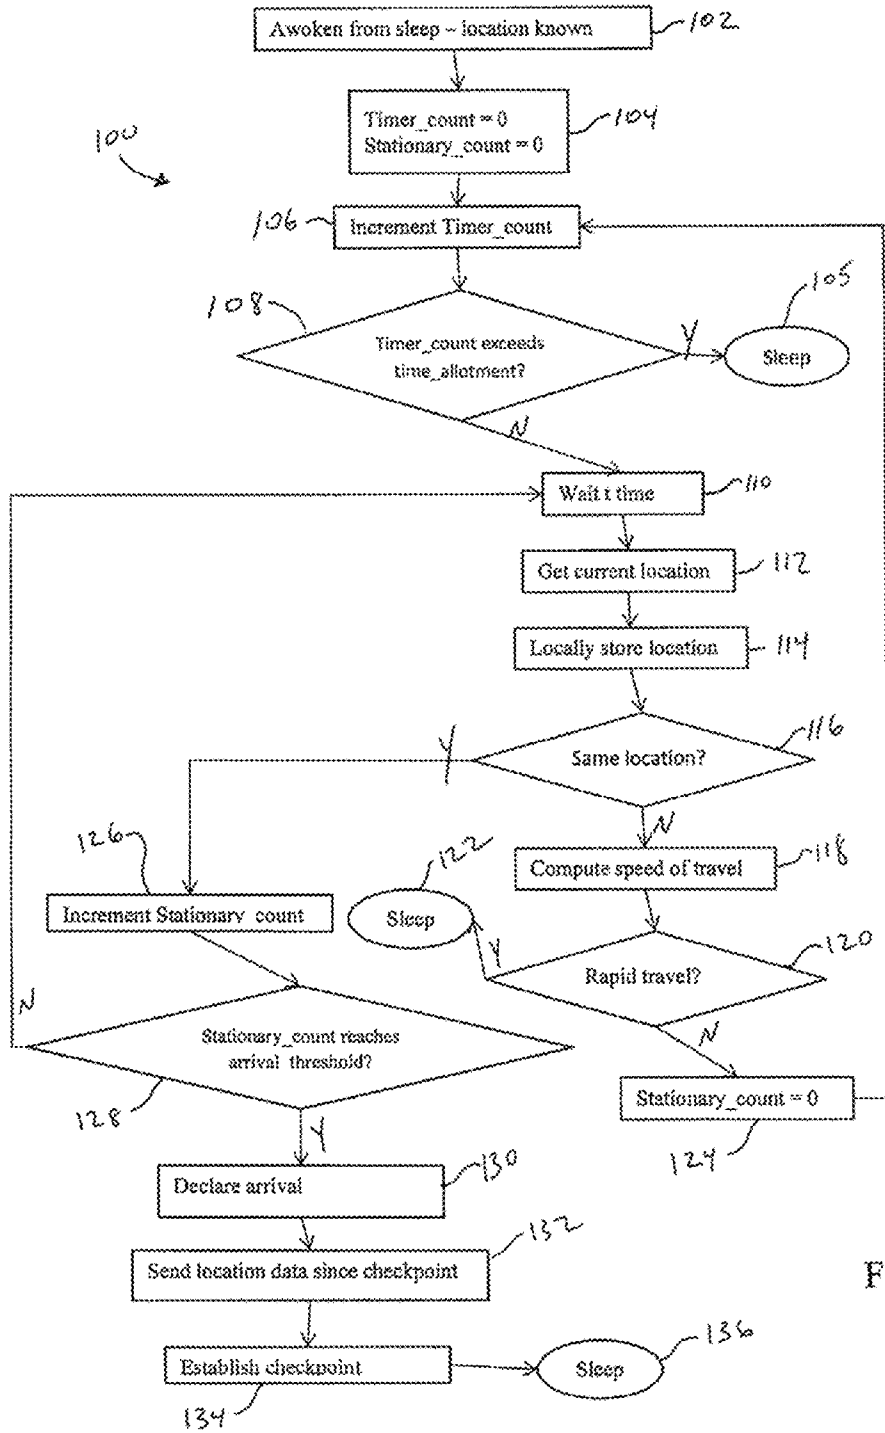 Awoken from sleep – location known
102
Timer_count = 0
Stationary_count = 0
104
100
106
Increment Timer_count
108
Timer_count exceeds
time_allotment?
Y
105
Sleep
N
Wait t time
110
Get current location
112
Locally store location
114
Same location?
116
Y
N
126
Increment Stationary_count
122
Sleep
Compute speed of travel
118
Y
Rapid travel?
120
N
N
Stationary_count reaches
arrival_threshold?
128
Stationary_count = 0
124
Y
Declare arrival
130
Send location data since checkpoint
132
F
Establish checkpoint
134
Sleep
136